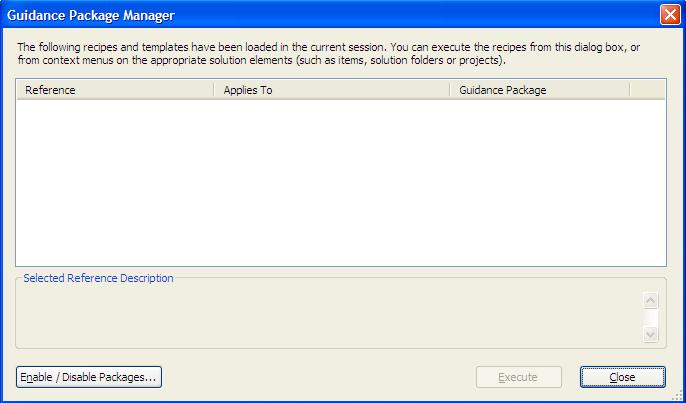 Guidance Package Manager
The following recipes and templates have been loaded in the current session. You can execute the recipes from this dialog box, or
from context menus on the appropriate solution elements (such as items, solution folders or projects).
Reference Applies To Guidance Package
Selected Reference Description
Enable / Disable Packages... Execute Close